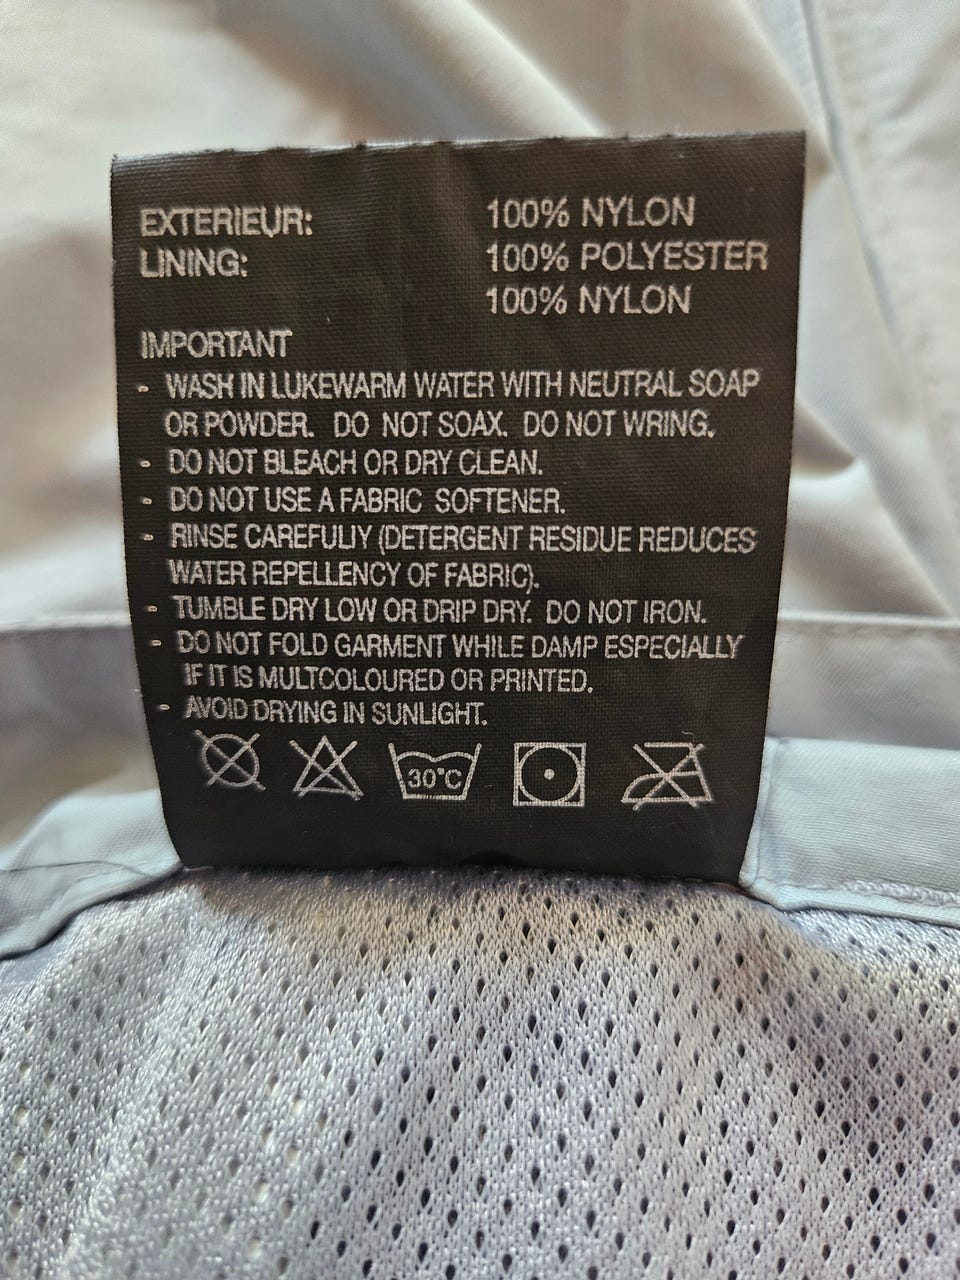 EXTERIEUR: 100% NYLON
LINING: 100% POLYESTER
100% NYLON
IMPORTANT
- WASH IN LUKEWARM WATER WITH NEUTRAL SOAP
OR POWDER. DO NOT SOAX. DO NOT WRING.
- DO NOT BLEACH OR DRY CLEAN.
- DO NOT USE A FABRIC SOFTENER.
- RINSE CAREFULIY (DETERGENT RESIDUE REDUCES
WATER REPELLENCY OF FABRIC).
- TUMBLE DRY LOW OR DRIP DRY. DO NOT IRON.
- DO NOT FOLD GARMENT WHILE DAMP ESPECIALLY
IF IT IS MULTCOLOURED OR PRINTED.
- AVOID DRYING IN SUNLIGHT.
30°C